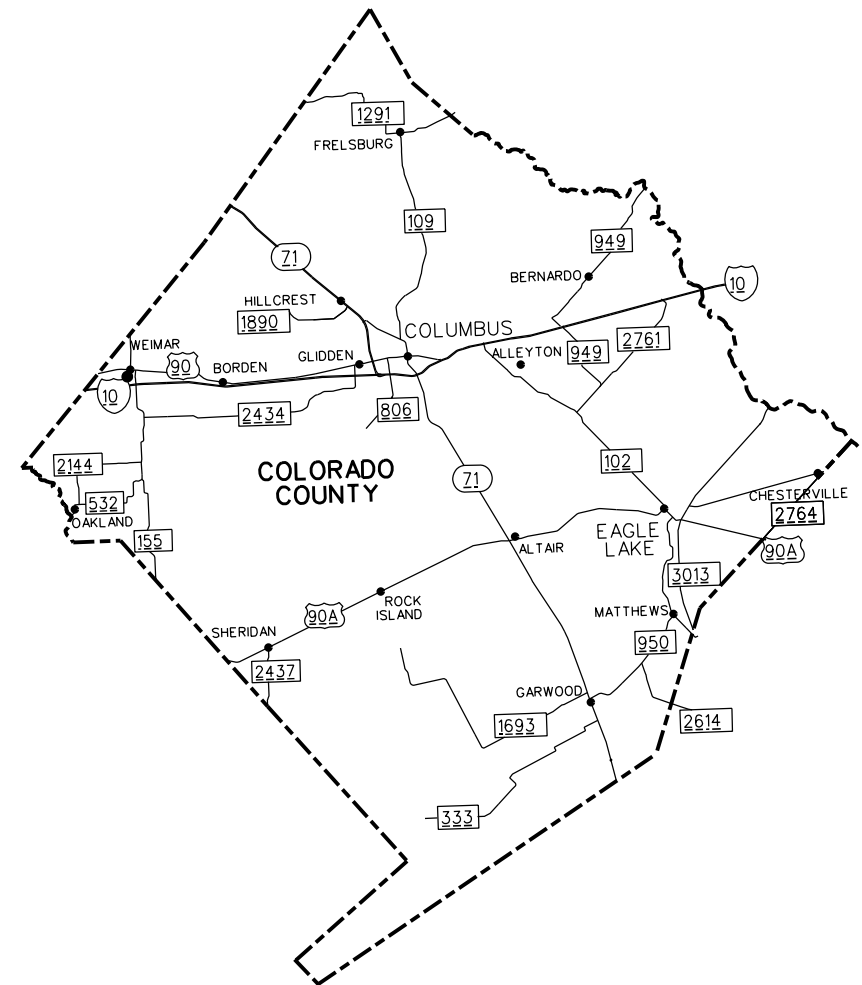 1291
FRELSBURG
109
949
71
BERNARDO
10
HILLCREST
1890
COLUMBUS
949
2761
WEIMAR
90
BORDEN
GLIDDEN
ALLEYTON
10
2434
806
2144
COLORADO
COUNTY
71
102
532
OAKLAND
CHESTERVILLE
2764
155
EAGLE
LAKE
90A
ALTAIR
3013
ROCK
ISLAND
90A
MATTHEWS
SHERIDAN
950
2437
GARWOOD
1693
2614
333